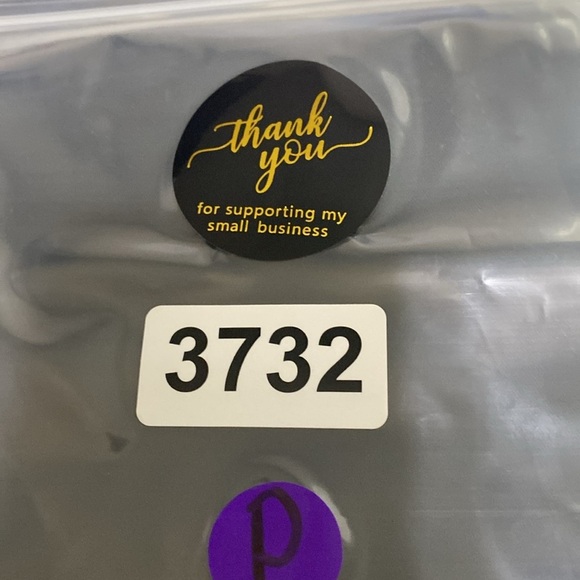 thank
you
for supporting my
small business
3732
p